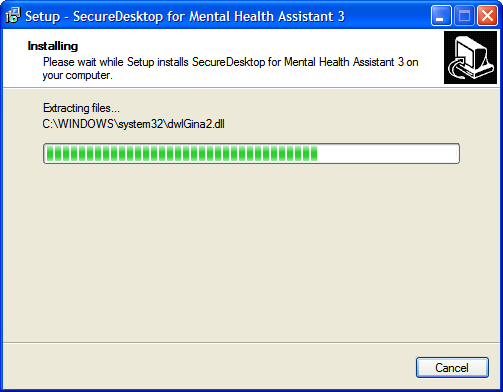 Setup - SecureDesktop for Mental Health Assistant 3
Installing
Please wait while Setup installs SecureDesktop for Mental Health Assistant 3 on
your computer.
Extracting files...
C:\WINDOWS\system32\dwlGina2.dll
Cancel